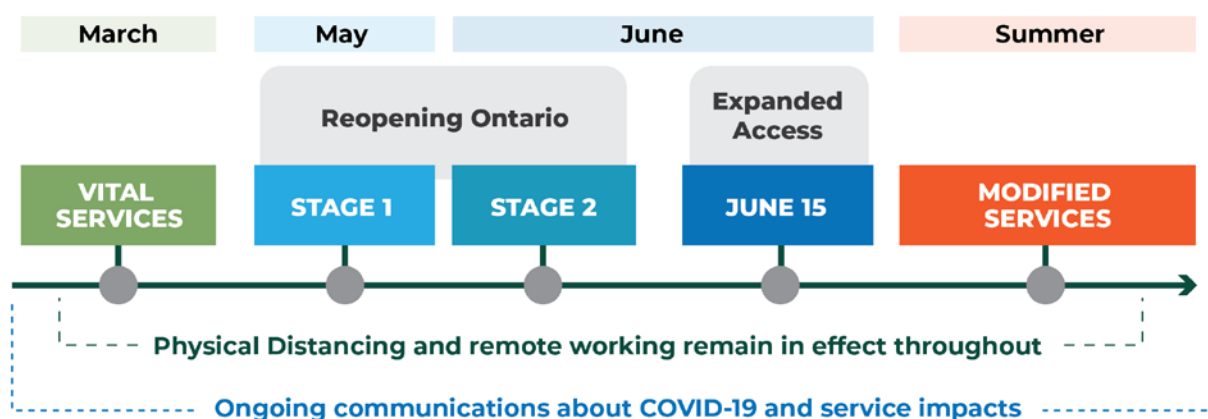 March
May
June
Summer
Reopening Ontario
Expanded
Access
VITAL
SERVICES
STAGE 1
STAGE 2
JUNE 15
MODIFIED
SERVICES
Physical Distancing and remote working remain in effect throughout
Ongoing communications about COVID-19 and service impacts